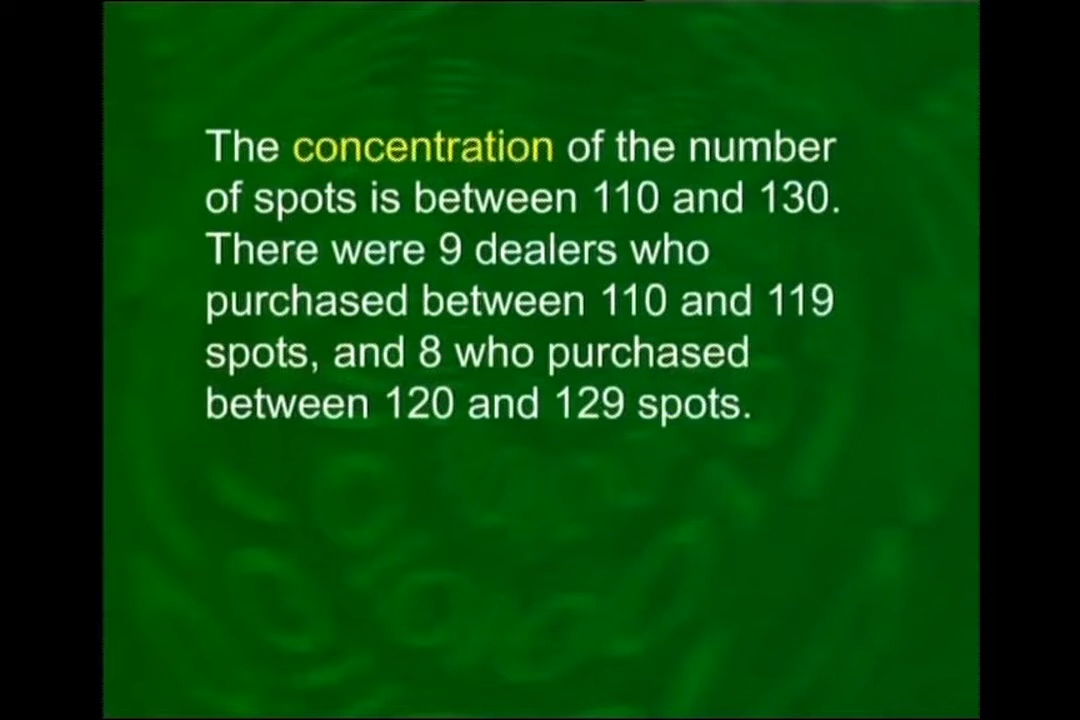 The concentration of the number
of spots is between 110 and 130.
There were 9 dealers who
purchased between 110 and 119
spots, and 8 who purchased
between 120 and 129 spots.